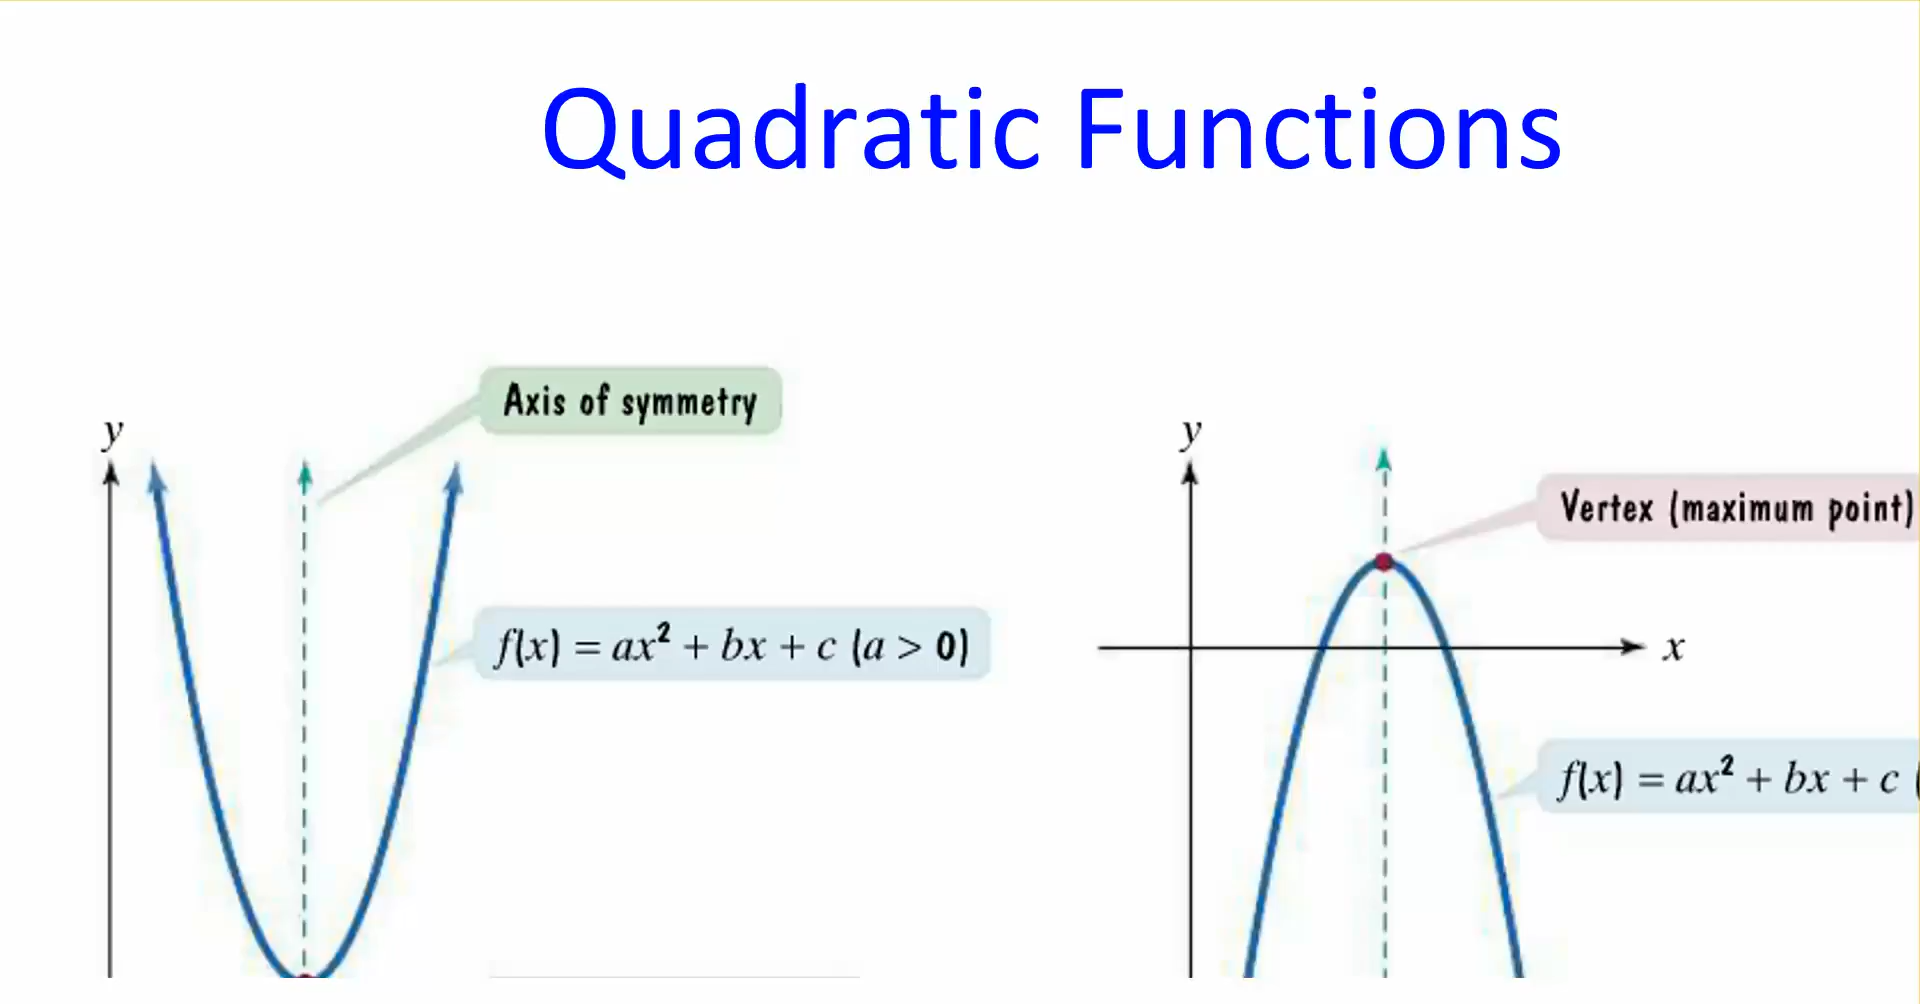 Quadratic Functions
Axis of symmetry
y
f(x) = ax² + bx + c (a > 0)
y
Vertex (maximum point)
x
f(x) = ax² + bx + c (